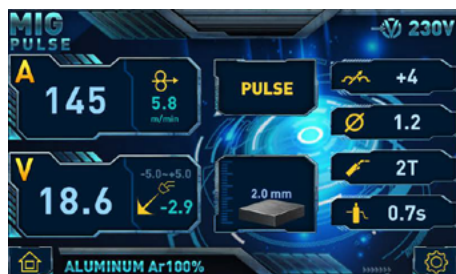 MIG
PULSE
230V
A
145
5.8
m/min
PULSE
+4
1.2
V
18.6
-5.0~+5.0
-2.9
2.0 mm
2T
0.7s
ALUMINUM Ar100%